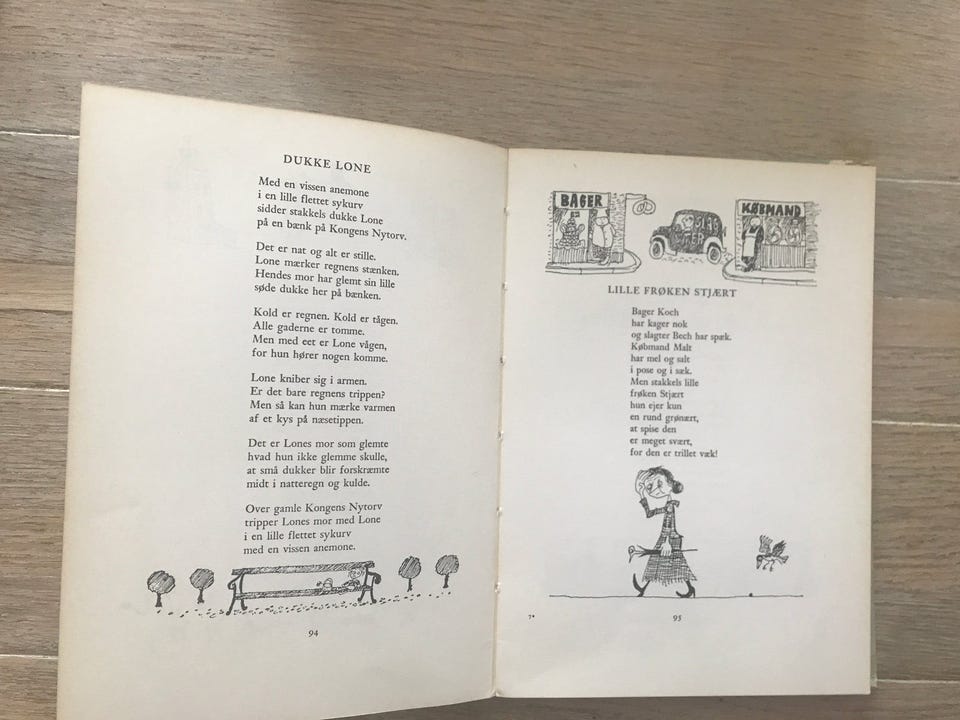 DUKKE LONE
Med en vissen anemone
i en lille flettet sykurv
sidder stakkels dukke Lone
på en bænk på Kongens Nytorv.
Det er nat og alt er stille.
Lone mærker regnens stænken.
Hendes mor har glemt sin lille
søde dukke her på bænken.
Kold er regnen. Kold er tågen.
Alle gaderne er tomme.
Men med eet er Lone vågen,
for hun hører nogen komme.
Lone kniber sig i armen.
Er det bare regnens trippen?
Men så kan hun mærke varmen
af et kys på næsetippen.
Det er Lones mor som glemte
hvad hun ikke glemme skulle,
at små dukker blir forskræmte
midt i natteregn og kulde.
Over gamle Kongens Nytorv
tripper Lones mor med Lone
i en lille flettet sykurv
med en vissen anemone.
94
BAGER
KØBMAND
LILLE FRØKEN STJÆRT
Bager Koch
har kager nok
og slagter Bech har spæk.
Købmand Malt
har mel og salt
i pose og i sæk.
Men stakkels lille
frøken Stjært
hun ejer kun
en rund grønært,
at spise den
er meget svært,
for den er trillet væk!
7*
95